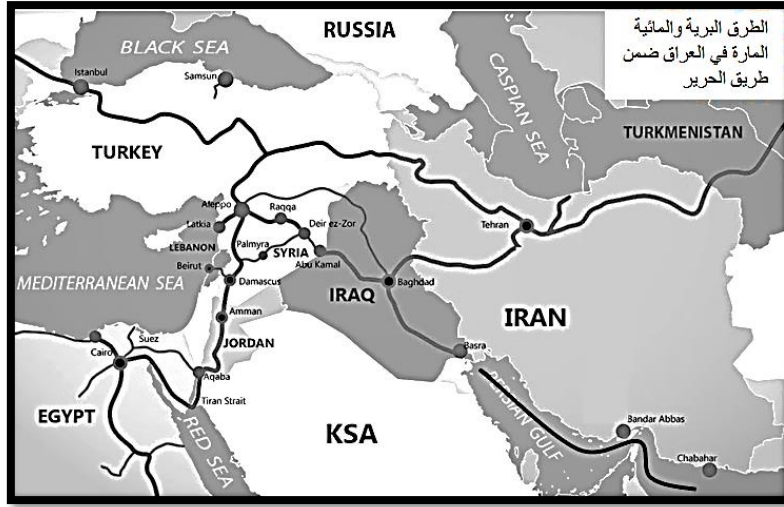 الطرق البرية والمائية
المارة في العراق ضمن
طريق الحرير
RUSSIA
BLACK SEA
Istanbul
Samsun
CASPIAN SEA
TURKMENISTAN
TURKEY
Aleppo
Raqqa
Latkia
Deir ez-Zor
Tehran
LEBANON
Palmyra
SYRIA
Abu Kamal
Beirut
MEDITERRANEAN SEA
Damascus
IRAQ
Baghdad
IRAN
Amman
JORDAN
Suez
Cairo
Basra
Aqaba
Tiran Strait
EGYPT
RED SEA
KSA
PERSIAN GULF
Bandar Abbas
Chabahar